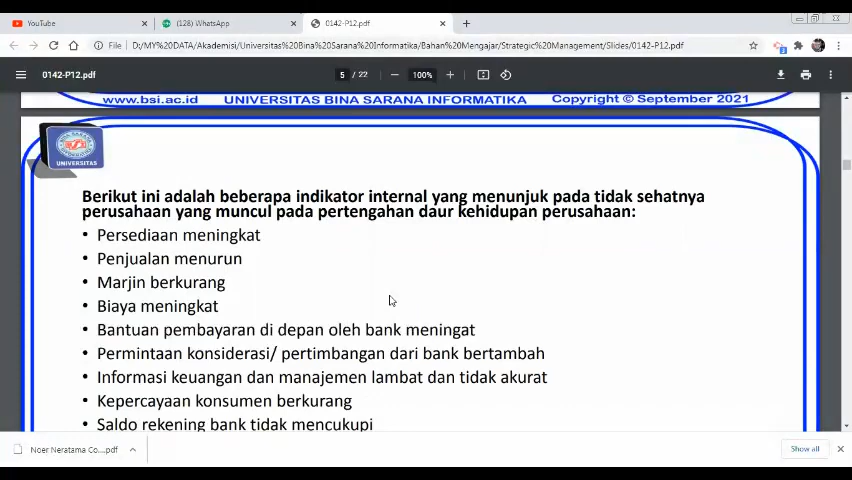 YouTube
(128) WhatsApp
0142-P12.pdf
File
D:/MY%20DATA/Akademisi/Universitas%20Bina%20Sarana%20Informatika/Bahan%20Mengajar/Strategic%20Management/Slides/0142-P12.pdf
0142-P12.pdf
5 / 22
100%
www.bsi.ac.id UNIVERSITAS BINA SARANA INFORMATIKA Copyright © September 2021
UNIVERSITAS
Berikut ini adalah beberapa indikator internal yang menunjuk pada tidak sehatnya
perusahaan yang muncul pada pertengahan daur kehidupan perusahaan:
• Persediaan meningkat
• Penjualan menurun
• Marjin berkurang
• Biaya meningkat
• Bantuan pembayaran di depan oleh bank meningat
• Permintaan konsiderasi/ pertimbangan dari bank bertambah
• Informasi keuangan dan manajemen lambat dan tidak akurat
• Kepercayaan konsumen berkurang
• Saldo rekening bank tidak mencukupi
Noer Neratama Co....pdf
Show all